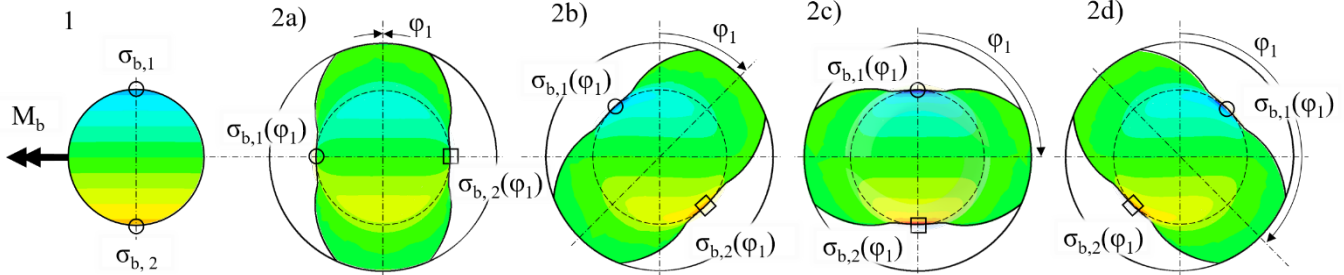 1
σb,1
Mb
σb, 2
2a)
φ1
σb,1(φ1)
σb, 2(φ1)
2b)
φ1
σb,1(φ1)
σb,2(φ1)
2c)
φ1
σb,1(φ1)
σb,2(φ1)
2d)
φ1
σb,1(φ1)
σb,2(φ1)